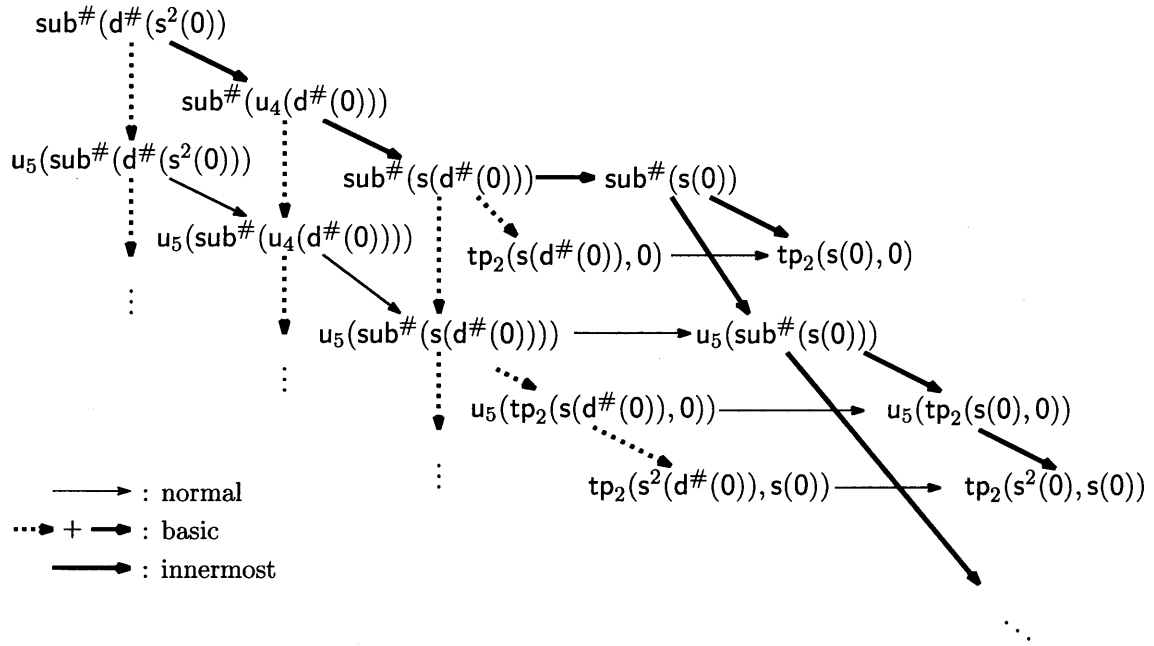 sub#(d#(s²(0))
sub#(u₄(d#(0)))
u₅(sub#(d#(s²(0)))
sub#(s(d#(0)))
sub#(s(0))
u₅(sub#(u₄(d#(0))))
tp₂(s(d#(0)),0)
tp₂(s(0),0)
⋮
u₅(sub#(s(d#(0))))
u₅(sub#(s(0)))
⋮
u₅(tp₂(s(d#(0)),0))
u₅(tp₂(s(0),0))
⋮
tp₂(s²(d#(0)),s(0))
tp₂(s²(0),s(0))
: normal
+ : basic
: innermost
⋱